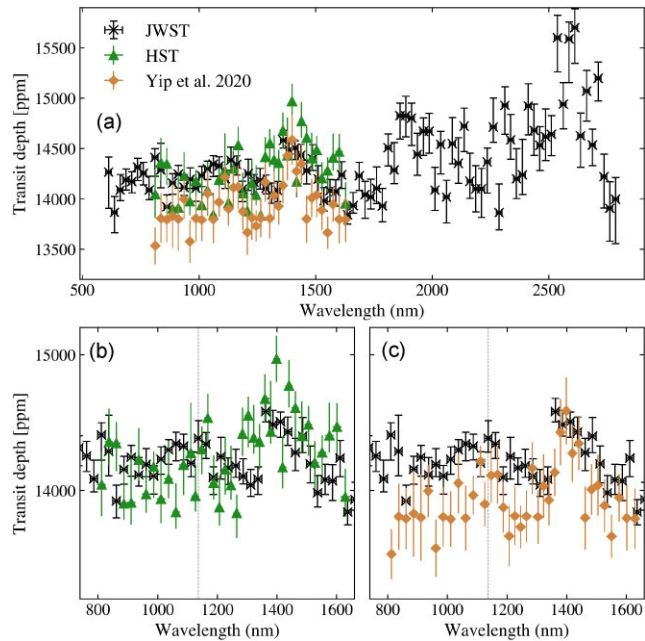 JWST
HST
Yip et al. 2020
(a)
Transit depth [ppm]
15500
15000
14500
14000
13500
500 1000 1500 2000 2500
Wavelength (nm)
(b) (c)
Transit depth [ppm]
15000
14000
800 1000 1200 1400 1600 800 1000 1200 1400 1600
Wavelength (nm) Wavelength (nm)